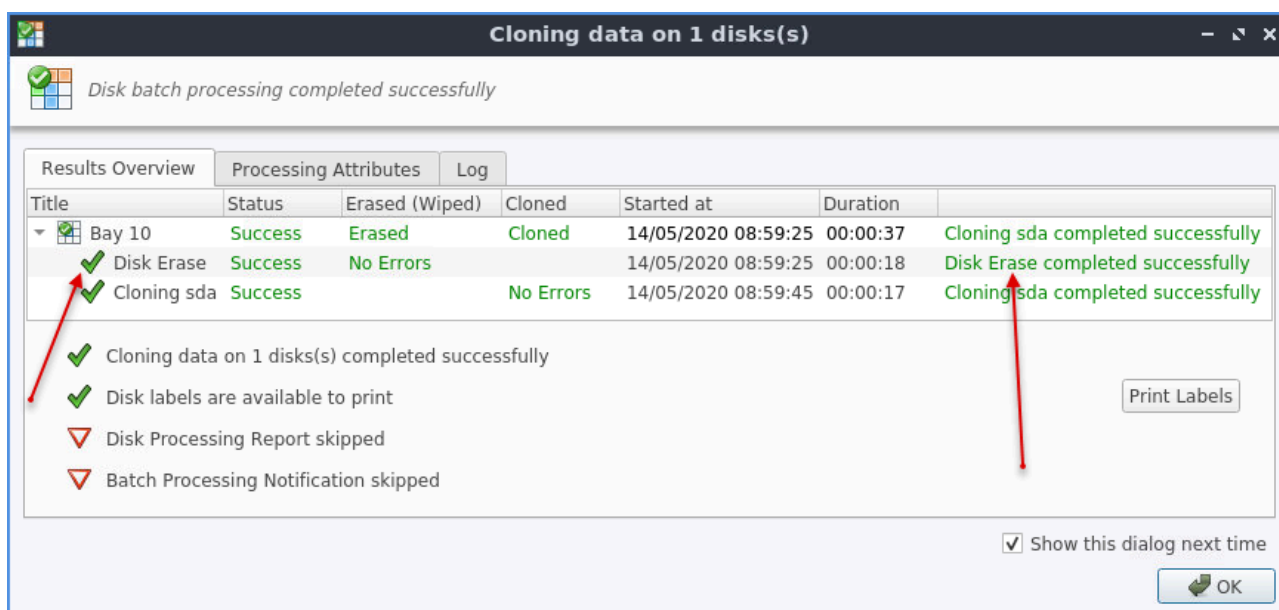 Cloning data on 1 disks(s)
Disk batch processing completed successfully
Results Overview Processing Attributes Log
Title Status Erased (Wiped) Cloned Started at Duration
Bay 10 Success Erased Cloned 14/05/2020 08:59:25 00:00:37 Cloning sda completed successfully
Disk Erase Success No Errors 14/05/2020 08:59:25 00:00:18 Disk Erase completed successfully
Cloning sda Success No Errors 14/05/2020 08:59:45 00:00:17 Cloning sda completed successfully
Cloning data on 1 disks(s) completed successfully
Disk labels are available to print Print Labels
Disk Processing Report skipped
Batch Processing Notification skipped
Show this dialog next time
OK